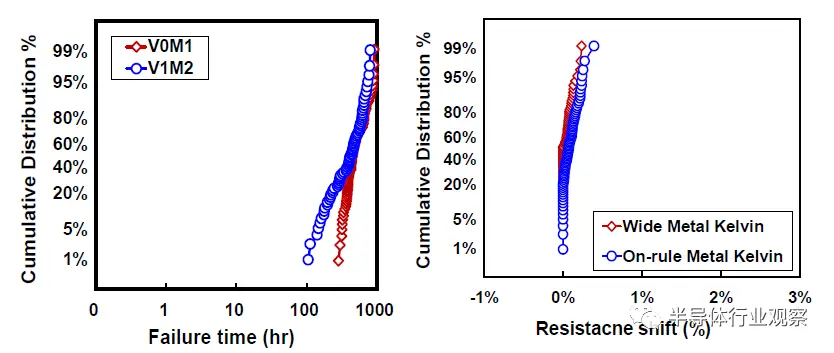 V0M1
V1M2
Cumulative Distribution %
99%
95%
80%
60%
40%
20%
5%
1%
0
1
10
100
1000
Failure time (hr)
Cumulative Distribution %
99%
95%
80%
60%
40%
20%
5%
1%
Wide Metal Kelvin
On-rule Metal Kelvin
-1%
0%
1%
2%
3%
Resistacne shift (%)
半导体行业观察